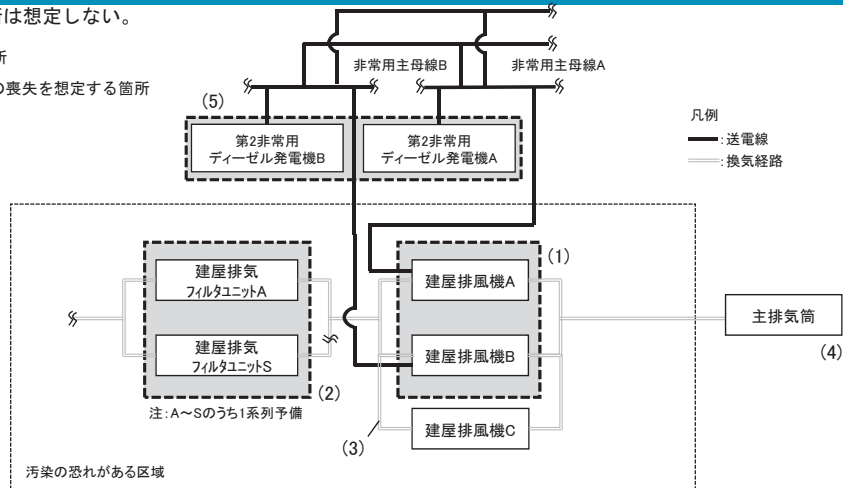 は想定しない。
所
の喪失を想定する箇所
非常用主母線B
非常用主母線A
(5)
第2非常用
ディーゼル発電機B
第2非常用
ディーゼル発電機A
凡例
:送電線
:換気経路
(1)
建屋排気
フィルタユニットA
建屋排風機A
主排気筒
(4)
建屋排気
フィルタユニットS
建屋排風機B
(2)
注:A～Sのうち1系列予備
(3)
建屋排風機C
汚染の恐れがある区域